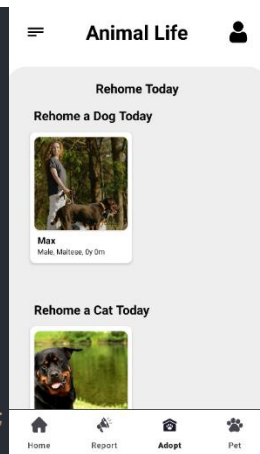 Animal Life
Rehome Today
Rehome a Dog Today
Max
Male, Maltese, 0y 0m
Rehome a Cat Today
Home
Report
Adopt
Pet